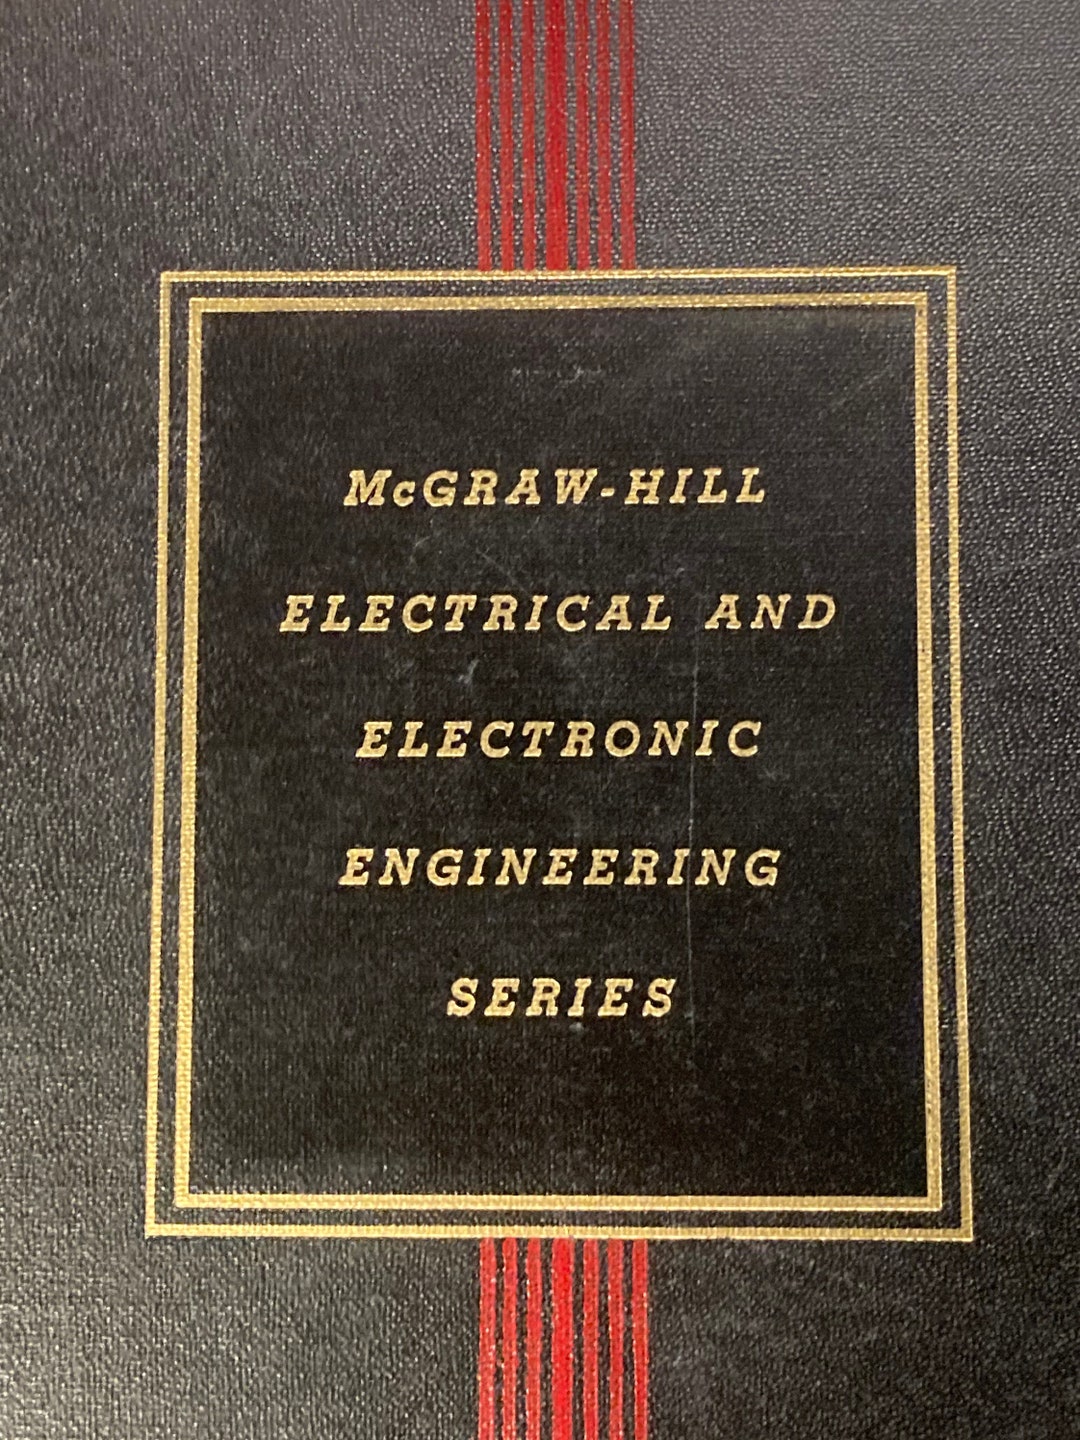 McGRAW-HILL
ELECTRICAL AND
ELECTRONIC
ENGINEERING
SERIES